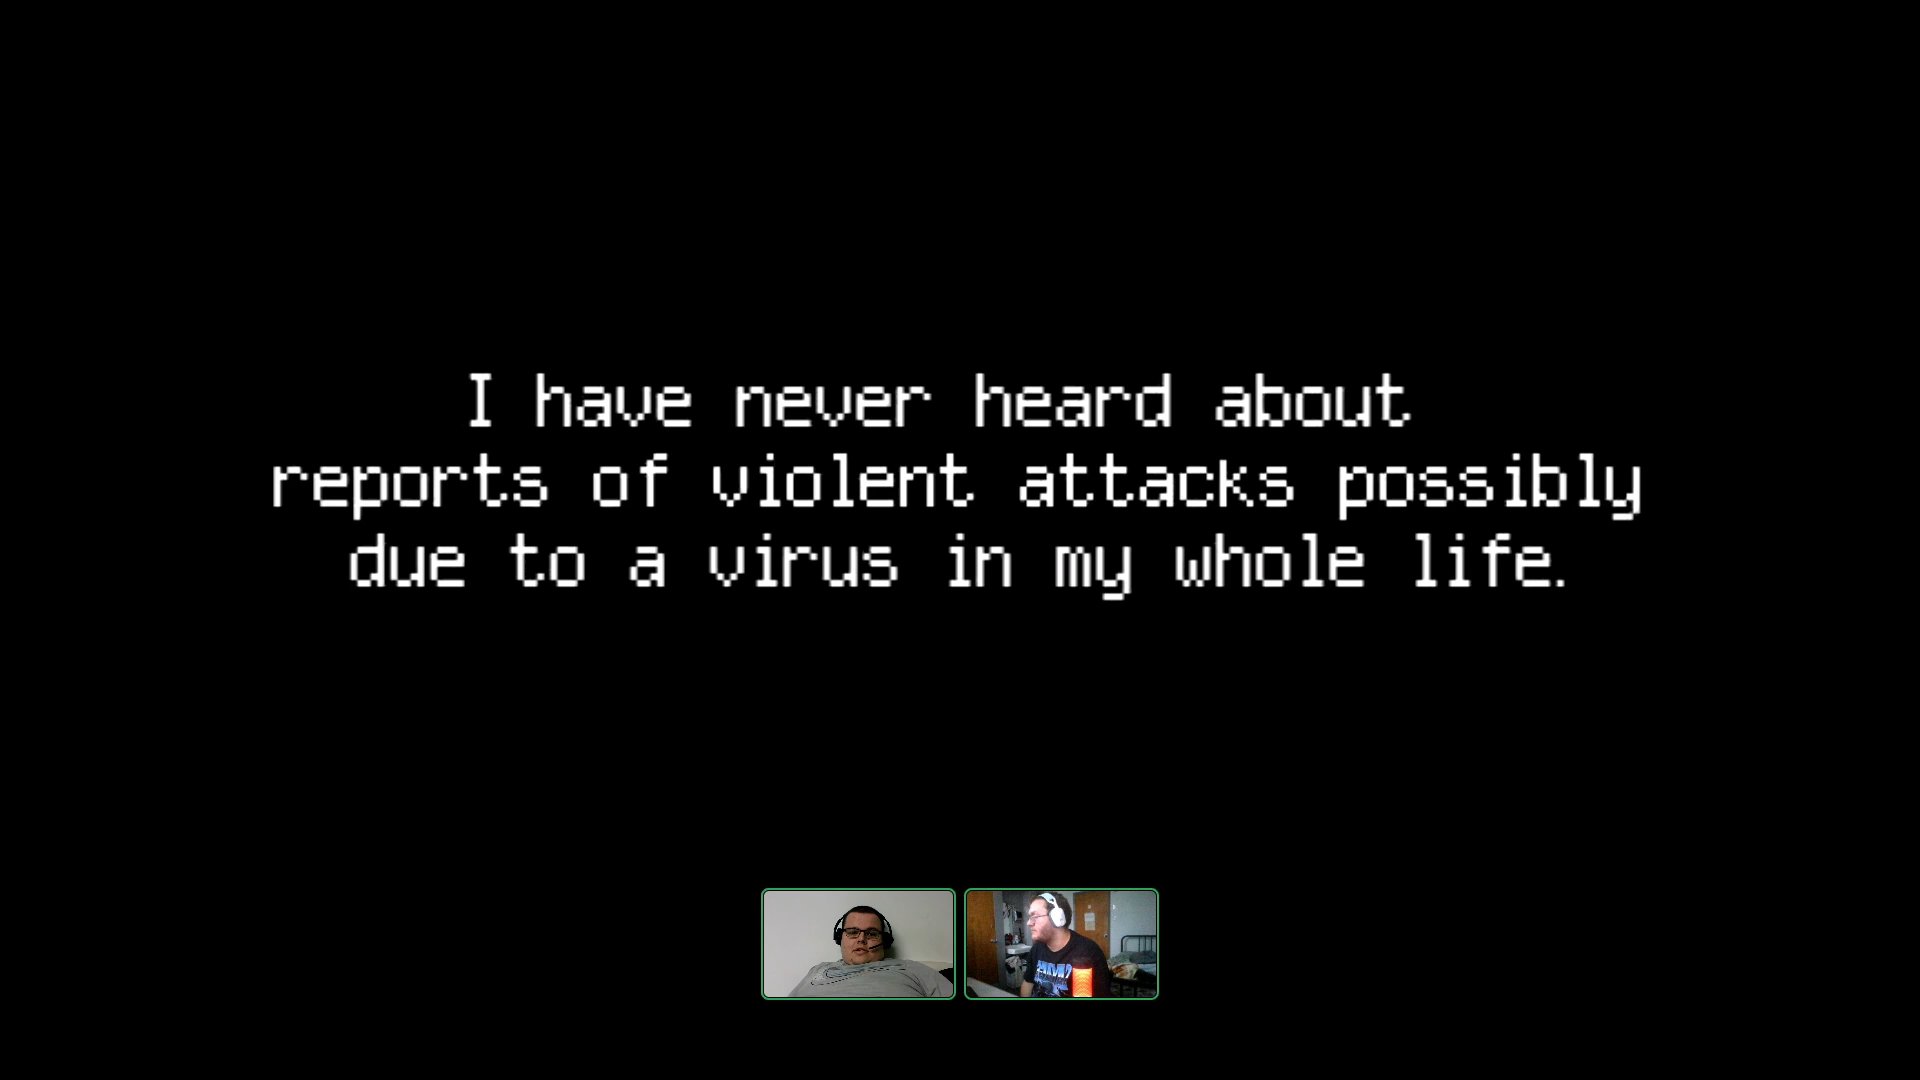 I have never heard about
reports of violent attacks possibly
due to a virus in my whole life.